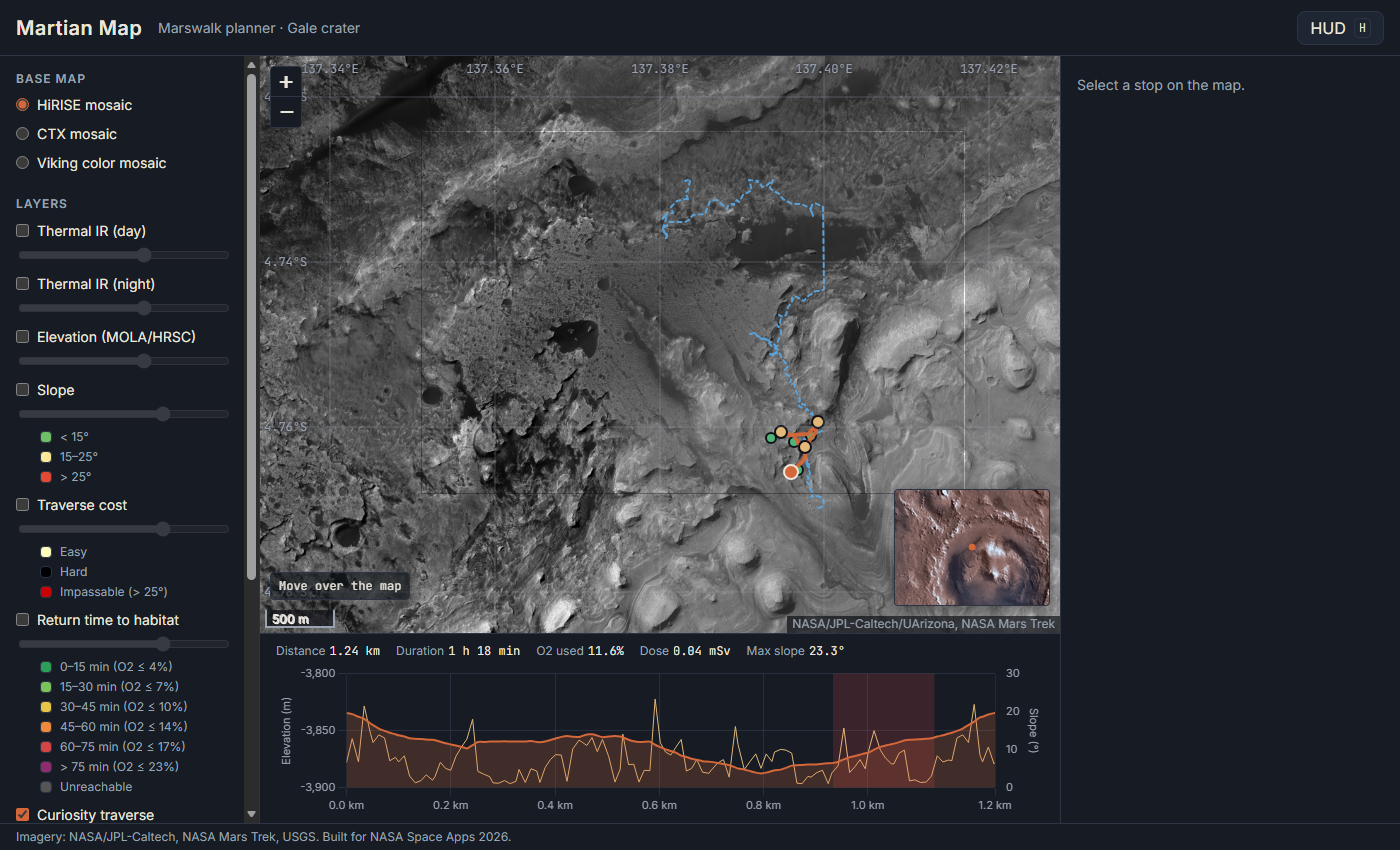 Martian Map
Marswalk planner · Gale crater
HUD H
BASE MAP
HiRISE mosaic
CTX mosaic
Viking color mosaic
LAYERS
Thermal IR (day)
Thermal IR (night)
Elevation (MOLA/HRSC)
Slope
< 15°
15–25°
> 25°
Traverse cost
Easy
Hard
Impassable (> 25°)
Return time to habitat
0–15 min (O2 ≤ 4%)
15–30 min (O2 ≤ 7%)
30–45 min (O2 ≤ 10%)
45–60 min (O2 ≤ 14%)
60–75 min (O2 ≤ 17%)
> 75 min (O2 ≤ 23%)
Unreachable
Curiosity traverse
+
−
137.34°E 137.36°E 137.38°E 137.40°E 137.42°E
4.74°S
4.76°S
Move over the map
500 m
NASA/JPL-Caltech/UArizona, NASA Mars Trek
Select a stop on the map.
Distance 1.24 km Duration 1 h 18 min O2 used 11.6% Dose 0.04 mSv Max slope 23.3°
Elevation (m)
−3,800
−3,850
−3,900
30
20
10
0
Slope (°)
0.0 km 0.2 km 0.4 km 0.6 km 0.8 km 1.0 km 1.2 km
Imagery: NASA/JPL-Caltech, NASA Mars Trek, USGS. Built for NASA Space Apps 2026.